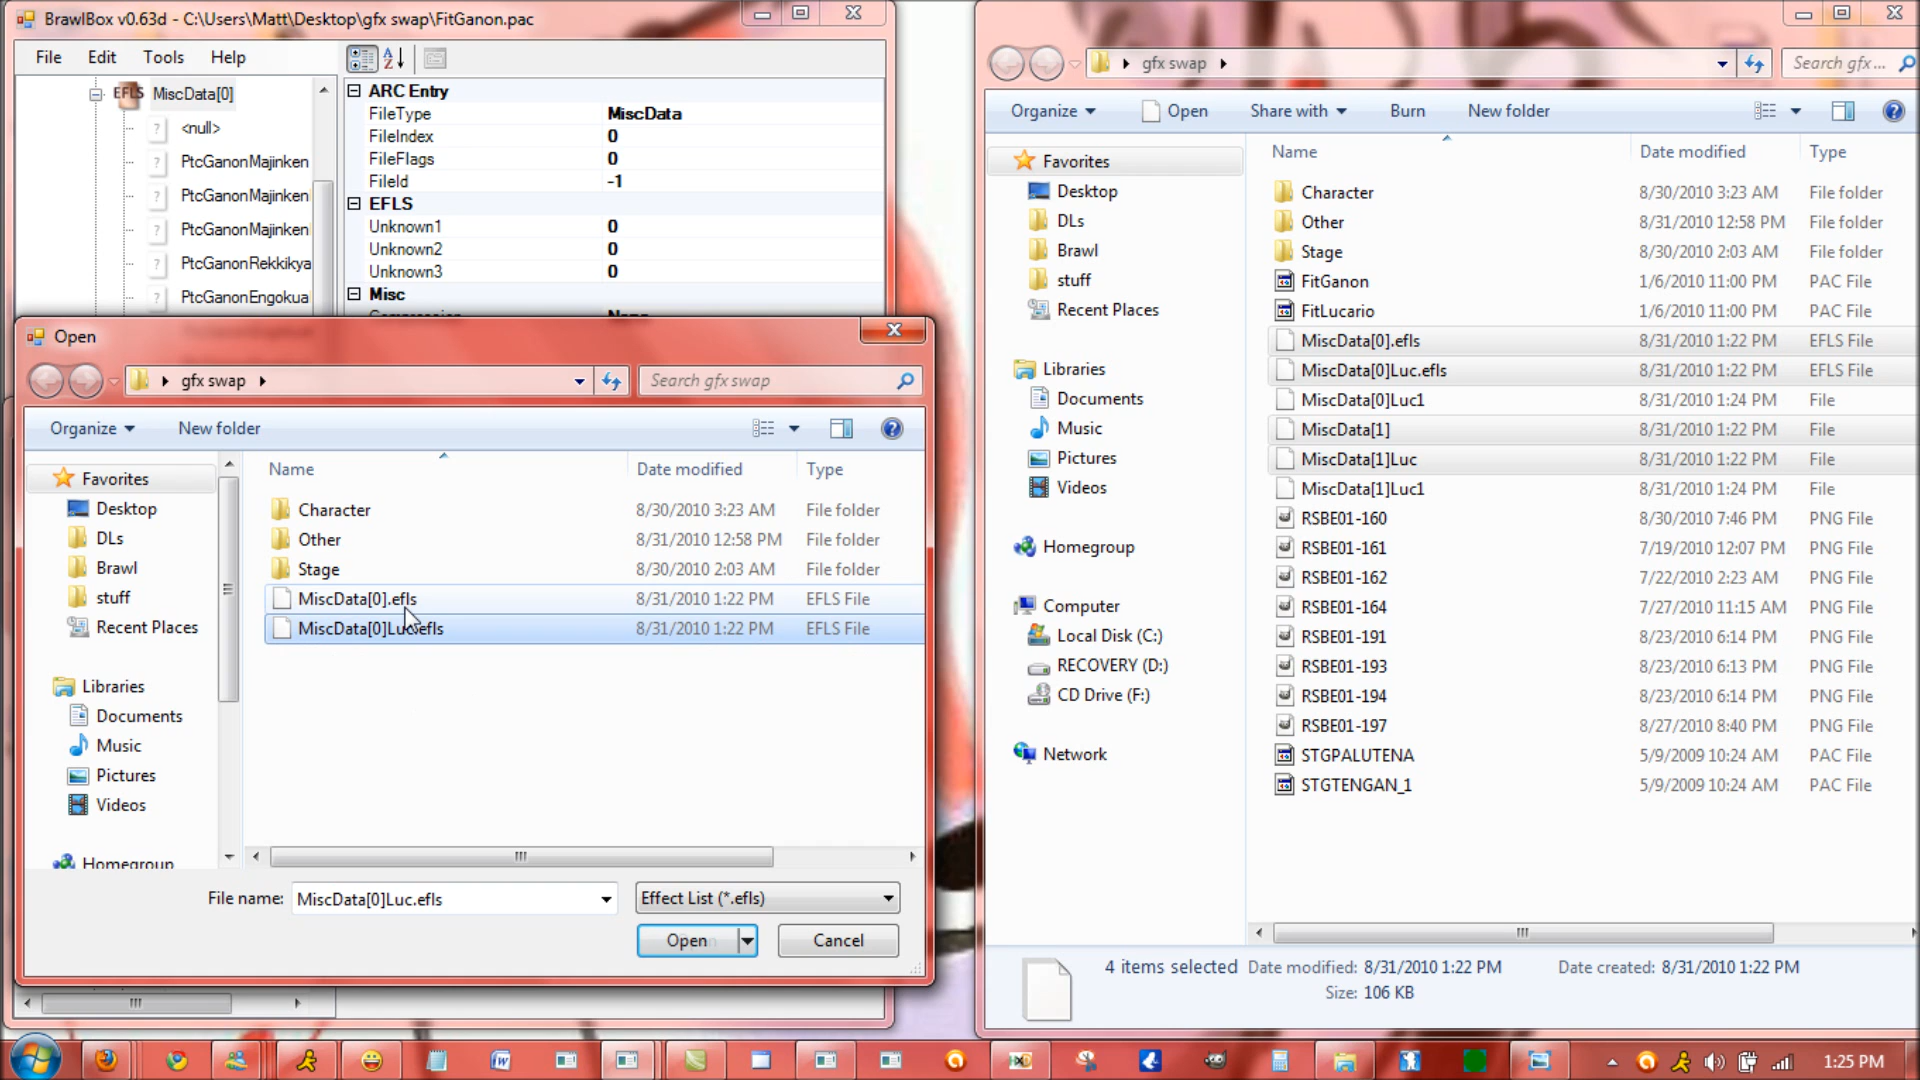 BrawlBox v0.63d - C:\Users\Matt\Desktop\gfx swap\FitGanon.pac
File Edit Tools Help
EFLS MiscData[0]
<null>
PtcGanonMajinken
PtcGanonMajinken
PtcGanonMajinken
PtcGanonRekkikya
PtcGanonEngokua
ARC Entry
FileType MiscData
FileIndex 0
FileFlags 0
FileId -1
EFLS
Unknown1 0
Unknown2 0
Unknown3 0
Misc
Open
gfx swap
Search gfx swap
Organize New folder
Favorites
Desktop
DLs
Brawl
stuff
Recent Places
Libraries
Documents
Music
Pictures
Videos
Homegroup
Name Date modified Type
Character 8/30/2010 3:23 AM File folder
Other 8/31/2010 12:58 PM File folder
Stage 8/30/2010 2:03 AM File folder
MiscData[0].efls 8/31/2010 1:22 PM EFLS File
MiscData[0]Luc.efls 8/31/2010 1:22 PM EFLS File
File name: MiscData[0]Luc.efls Effect List (*.efls)
Open Cancel
gfx swap
Search gfx ...
Organize Open Share with Burn New folder
Favorites
Desktop
DLs
Brawl
stuff
Recent Places
Libraries
Documents
Music
Pictures
Videos
Homegroup
Computer
Local Disk (C:)
RECOVERY (D:)
CD Drive (F:)
Network
Name Date modified Type
Character 8/30/2010 3:23 AM File folder
Other 8/31/2010 12:58 PM File folder
Stage 8/30/2010 2:03 AM File folder
FitGanon 1/6/2010 11:00 PM PAC File
FitLucario 1/6/2010 11:00 PM PAC File
MiscData[0].efls 8/31/2010 1:22 PM EFLS File
MiscData[0]Luc.efls 8/31/2010 1:22 PM EFLS File
MiscData[0]Luc1 8/31/2010 1:24 PM File
MiscData[1] 8/31/2010 1:22 PM File
MiscData[1]Luc 8/31/2010 1:22 PM File
MiscData[1]Luc1 8/31/2010 1:24 PM File
RSBE01-160 8/30/2010 7:46 PM PNG File
RSBE01-161 7/19/2010 12:07 PM PNG File
RSBE01-162 7/22/2010 2:23 AM PNG File
RSBE01-164 7/27/2010 11:15 AM PNG File
RSBE01-191 8/23/2010 6:14 PM PNG File
RSBE01-193 8/23/2010 6:13 PM PNG File
RSBE01-194 8/23/2010 6:14 PM PNG File
RSBE01-197 8/27/2010 8:40 PM PNG File
STGPALUTENA 5/9/2009 10:24 AM PAC File
STGTENGAN_1 5/9/2009 10:24 AM PAC File
4 items selected Date modified: 8/31/2010 1:22 PM Date created: 8/31/2010 1:22 PM
Size: 106 KB
1:25 PM